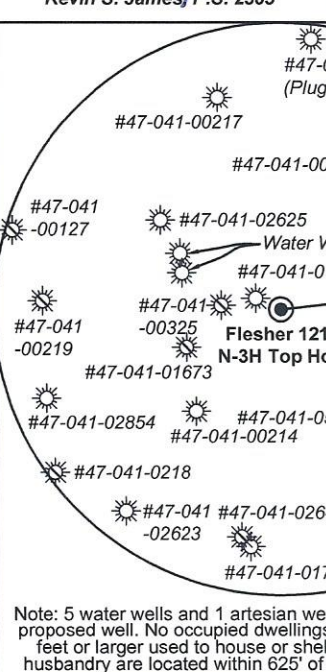 Kevin S. James, P.S. 2303
#47-0
(Plug
#47-041-00217
#47-041-00
#47-041
-00127
#47-041-02625
Water W
#47-041-0
#47-041
-00325
#47-041
-00219
Flesher 121
N-3H Top Ho
#47-041-01673
#47-041-02854
#47-041-0
#47-041-00214
#47-041-0218
#47-041
-02623
#47-041-026
#47-041-017
Note: 5 water wells and 1 artesian we
proposed well. No occupied dwellings
feet or larger used to house or shel
husbandry are located within 625' of